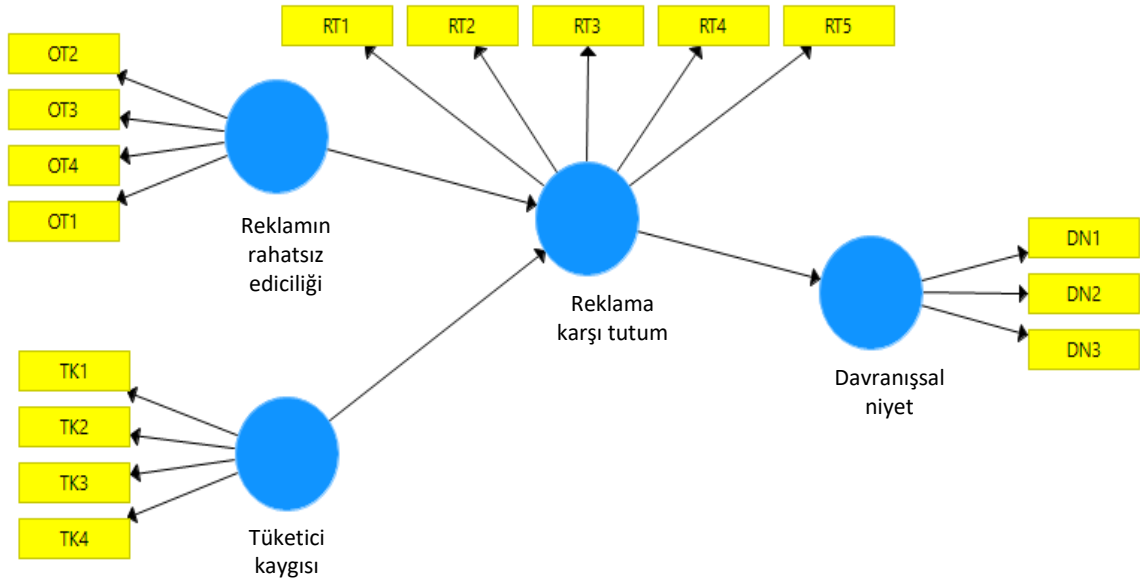 RT1
RT2
RT3
RT4
RT5
OT2
OT3
OT4
OT1
Reklamın
rahatsız
ediciliği
Reklama
karşı tutum
DN1
DN2
DN3
Davranışsal
niyet
TK1
TK2
TK3
TK4
Tüketici
kaygısı